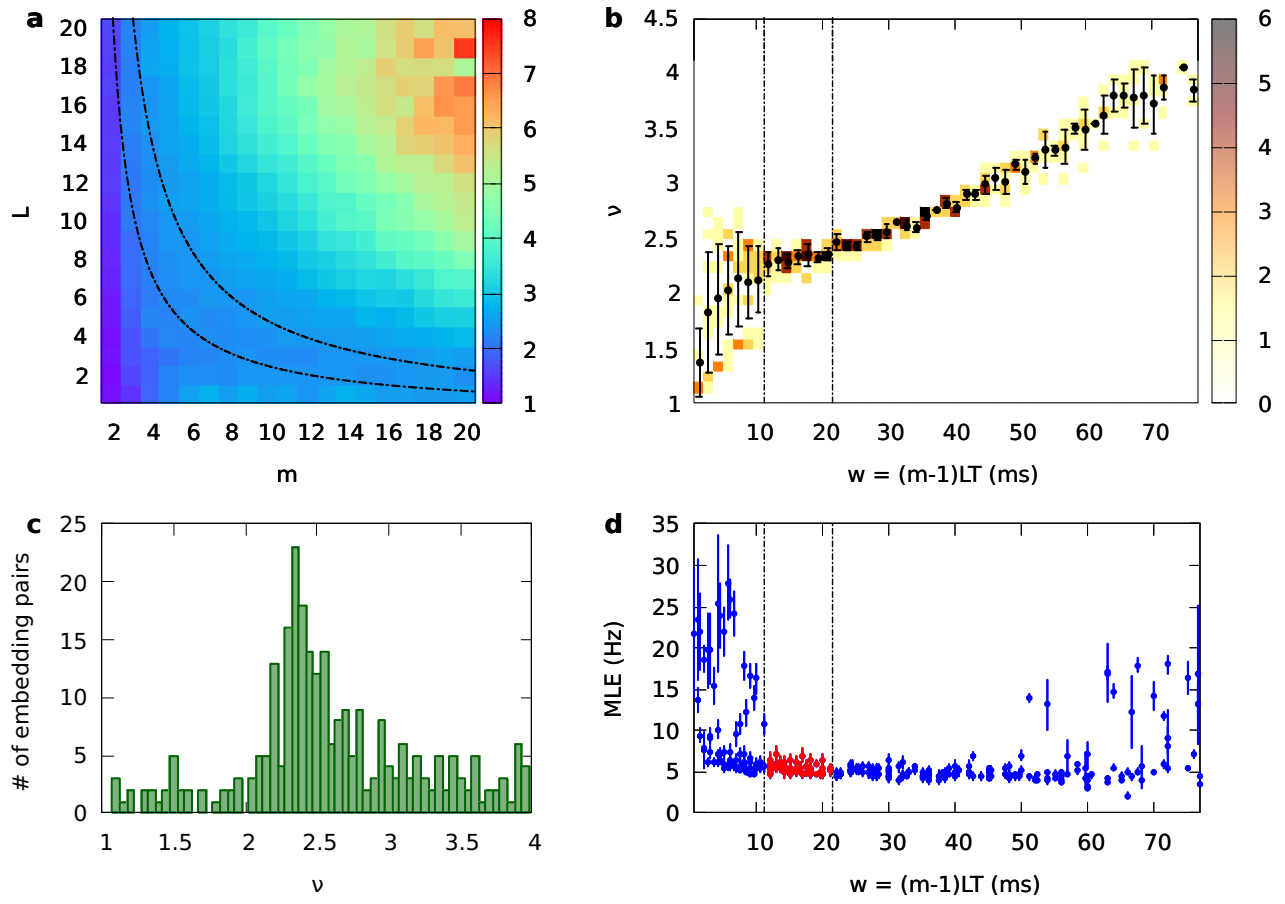 a
20
18
16
14
12
10
8
6
4
2
L
2 4 6 8 10 12 14 16 18 20
m
8
7
6
5
4
3
2
1
b
4.5
4
3.5
3
2.5
2
1.5
1
ν
10 20 30 40 50 60 70
w = (m-1)LT (ms)
6
5
4
3
2
1
0
c
25
20
15
10
5
0
# of embedding pairs
1 1.5 2 2.5 3 3.5 4
ν
d
35
30
25
20
15
10
5
0
MLE (Hz)
10 20 30 40 50 60 70
w = (m-1)LT (ms)